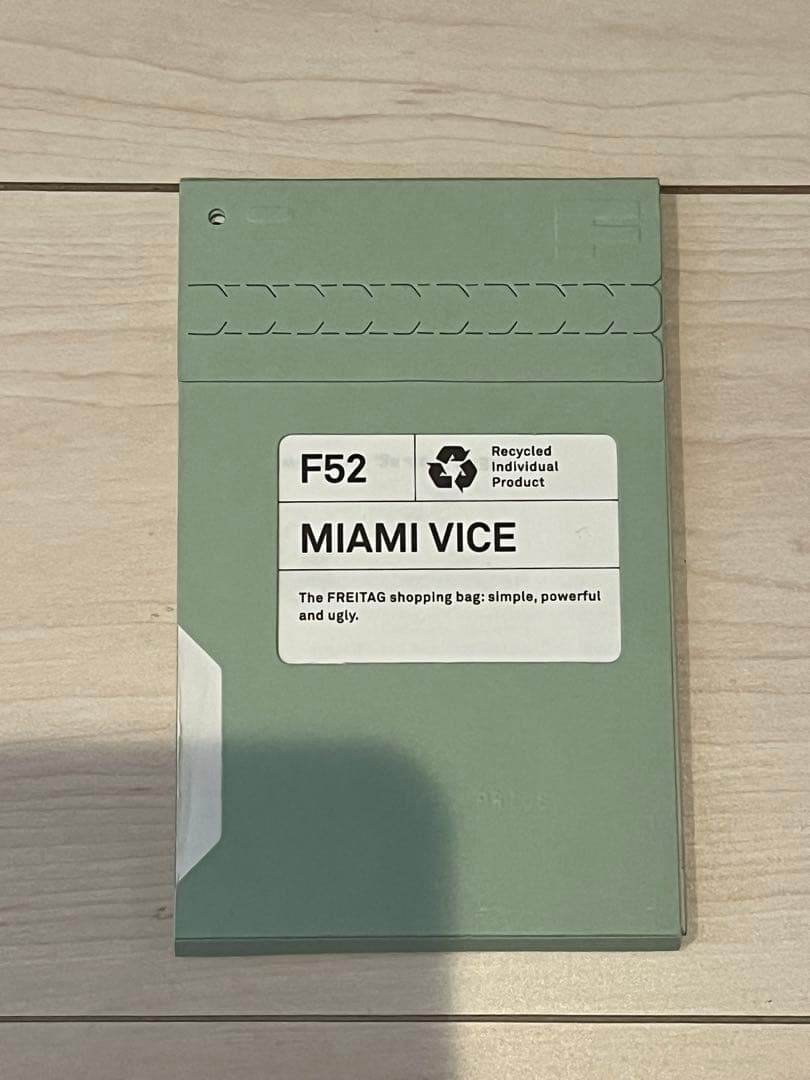 F52
Recycled
Individual
Product
MIAMI VICE
The FREITAG shopping bag: simple, powerful
and ugly.